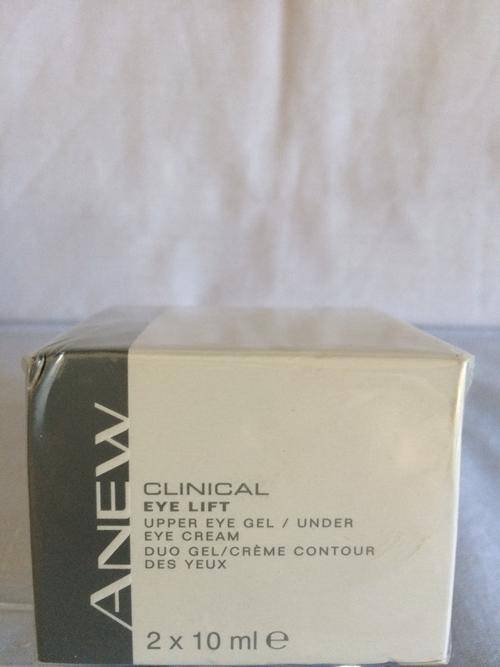 ANEW
CLINICAL
EYE LIFT
UPPER EYE GEL / UNDER
EYE CREAM
DUO GEL/CRÈME CONTOUR
DES YEUX
2 x 10 ml ℮